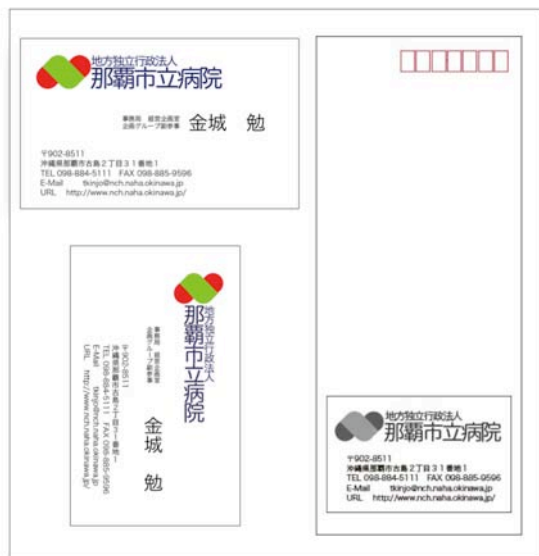 地方独立行政法人
那覇市立病院
事務局 経営企画室
企画グループ副参事
金城 勉
〒902-8511
沖縄県那覇市古島2丁目31番地1
TEL 098-884-5111 FAX 098-885-9596
E-Mail tkinjo@nch.naha.okinawa.jp
URL http://www.nch.naha.okinawa.jp/
地方独立行政法人
那覇市立病院
事務局 経営企画室
企画グループ副参事
金城 勉
〒902-8511
沖縄県那覇市古島2丁目31番地1
TEL 098-884-5111 FAX 098-885-9596
E-Mail tkinjo@nch.naha.okinawa.jp
URL http://www.nch.naha.okinawa.jp/
地方独立行政法人
那覇市立病院
〒902-8511
沖縄県那覇市古島2丁目31番地1
TEL 098-884-5111 FAX 098-885-9596
E-Mail tkinjo@nch.naha.okinawa.jp
URL http://www.nch.naha.okinawa.jp/